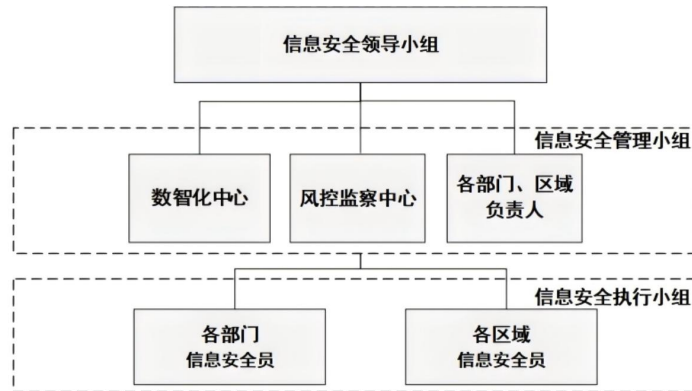 信息安全领导小组
信息安全管理小组
数智化中心
风控监察中心
各部门、区域
负责人
信息安全执行小组
各部门
信息安全员
各区域
信息安全员